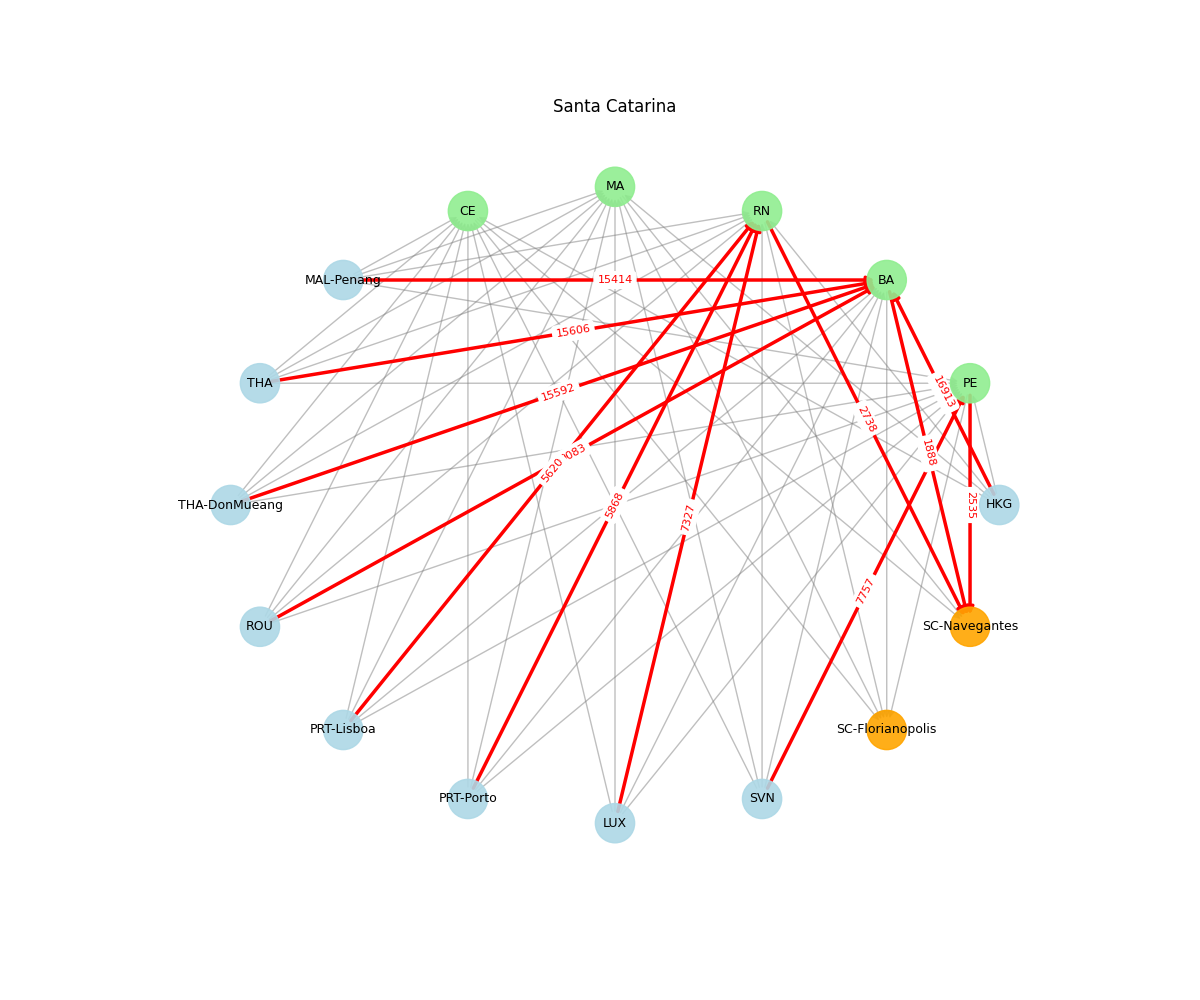 Santa Catarina
MA
CE
RN
MAL-Penang
15414
BA
15606
THA
PE
15592
16913
2738
1888
5620
THA-DonMueang
5868
7327
2535
HKG
7757
ROU
SC-Navegantes
PRT-Lisboa
SC-Florianopolis
PRT-Porto
SVN
LUX